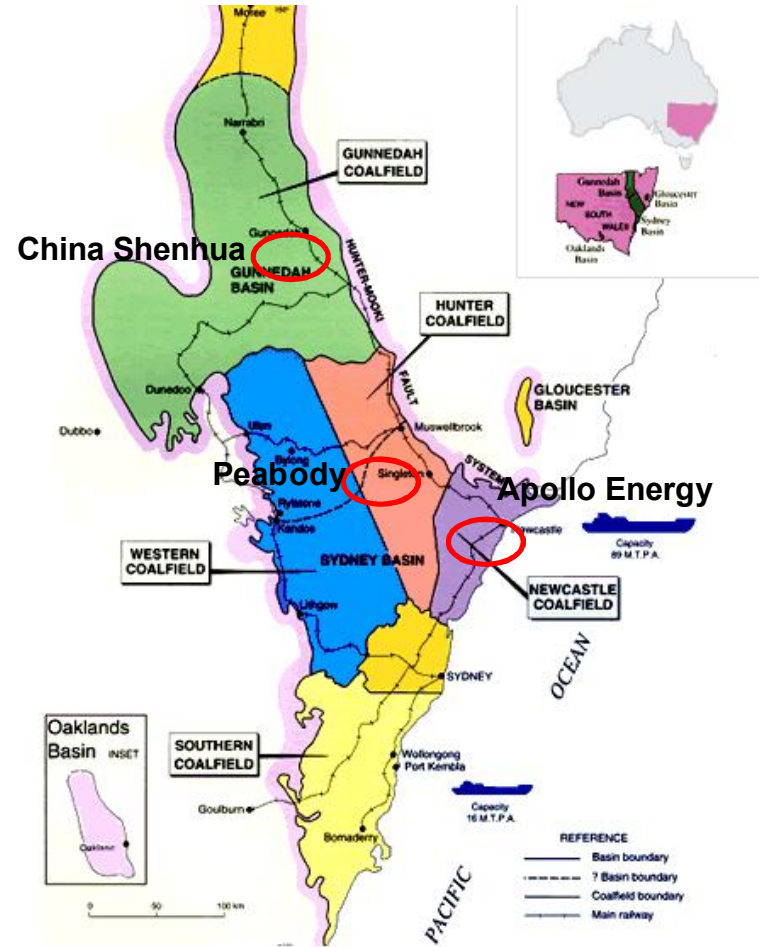 Moree
Narrabri
GUNNEDAH
COALFIELD
Gunnedah
China Shenhua
GUNNEDAH
BASIN
HUNTER-MOOKI
FAULT
SYSTEM
HUNTER
COALFIELD
GLOUCESTER
BASIN
Dunedoo
Dubbo
Ulan
Bylong
Muswellbrook
Peabody
Singleton
Apollo Energy
Rylstone
Kandos
Newcastle
Capacity
89 M.T.P.A.
WESTERN
COALFIELD
SYDNEY BASIN
NEWCASTLE
COALFIELD
Lithgow
SYDNEY
OCEAN
Oaklands
Basin INSET
Oakland
SOUTHERN
COALFIELD
Wollongong
Port Kembla
Goulburn
Bomaderry
Capacity
16 M.T.P.A.
PACIFIC
0 50 100 km
REFERENCE
Basin boundary
? Basin boundary
Coalfield boundary
Main railway
Gunnedah
Basin
Gloucester
Basin
NEW
SOUTH
WALES
Sydney
Basin
Oaklands
Basin